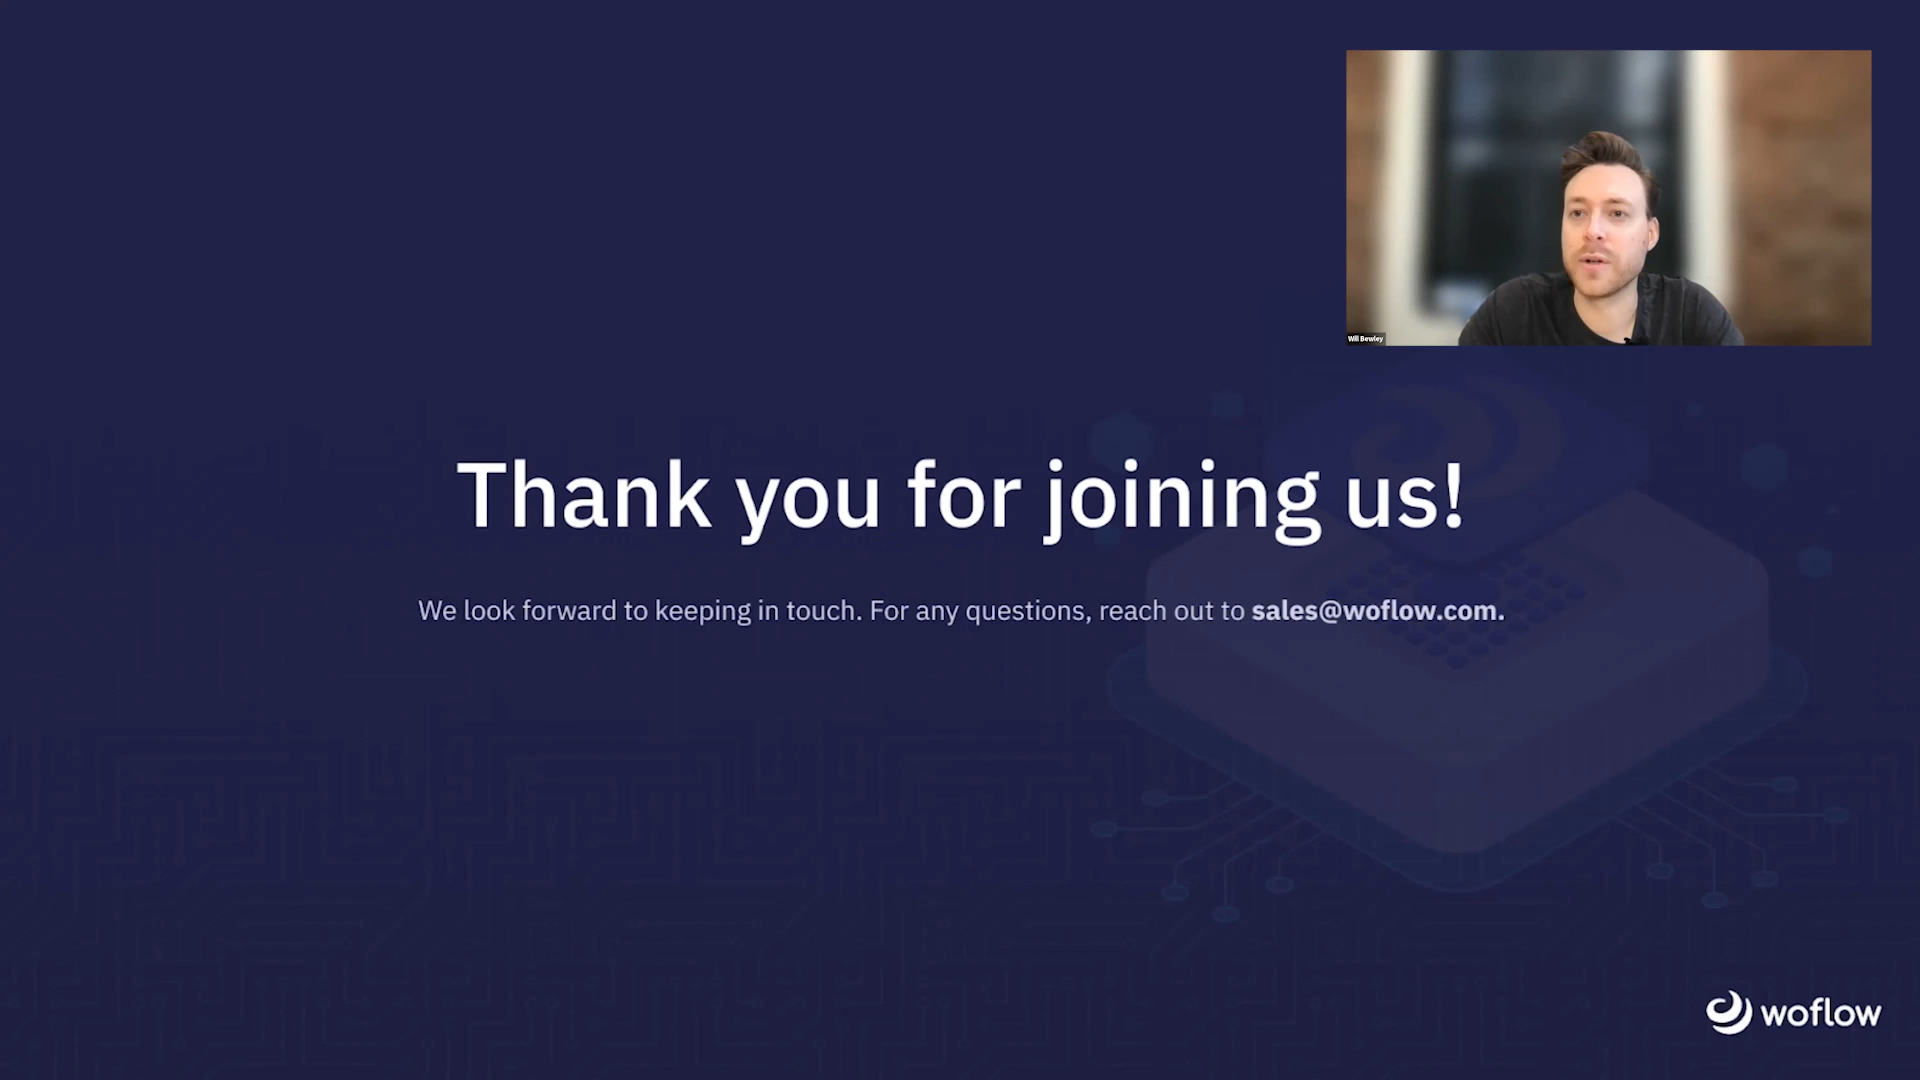 Will Bewley
Thank you for joining us!
We look forward to keeping in touch. For any questions, reach out to sales@woflow.com.
woflow